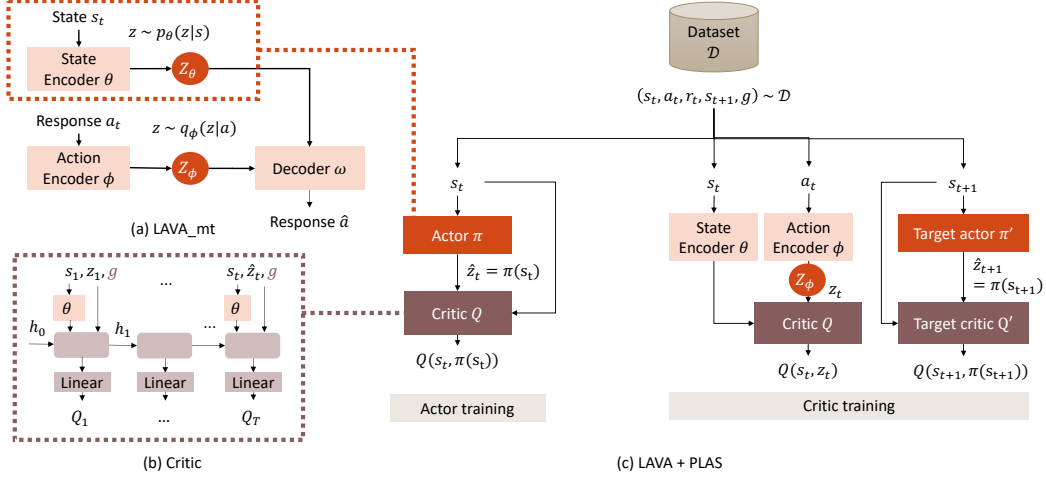 State s_t
z ~ p_θ(z|s)
State
Encoder θ
Z_θ
Response a_t
z ~ q_ϕ(z|a)
Action
Encoder ϕ
Z_ϕ
Decoder ω
(a) LAVA_mt
Response â
s_1, z_1, g
...
s_t, ẑ_t, g
θ
θ
...
h_0
h_1
Linear
Linear
Linear
Q_1
...
Q_T
(b) Critic
Dataset
𝒟
(s_t, a_t, r_t, s_{t+1}, g) ~ 𝒟
s_t
Actor π
ẑ_t = π(s_t)
Critic Q
Q(s_t, π(s_t))
Actor training
s_t
a_t
s_{t+1}
State
Encoder θ
Action
Encoder ϕ
Target actor π′
Z_ϕ
z_t
ẑ_{t+1}
= π(s_{t+1})
Critic Q
Target critic Q′
Q(s_t, z_t)
Q(s_{t+1}, π(s_{t+1}))
Critic training
(c) LAVA + PLAS